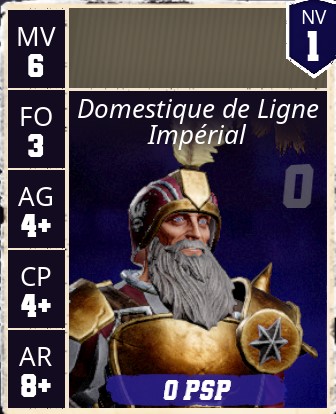 NV
1
MV
6
FO
3
AG
4+
CP
4+
AR
8+
Domestique de Ligne
Impérial
0
0 PSP